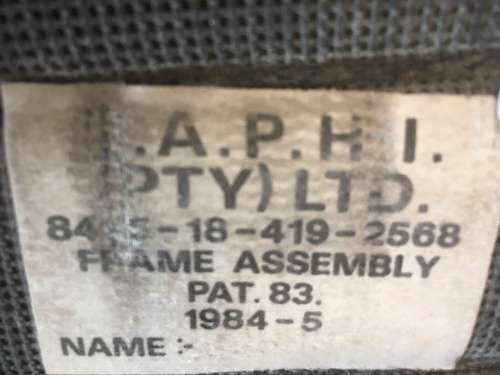 .A.P.H I.
(PTY) LTD.
-18-419-2568
FRAME ASSEMBLY
PAT. 83.
1984-5
NAME :-